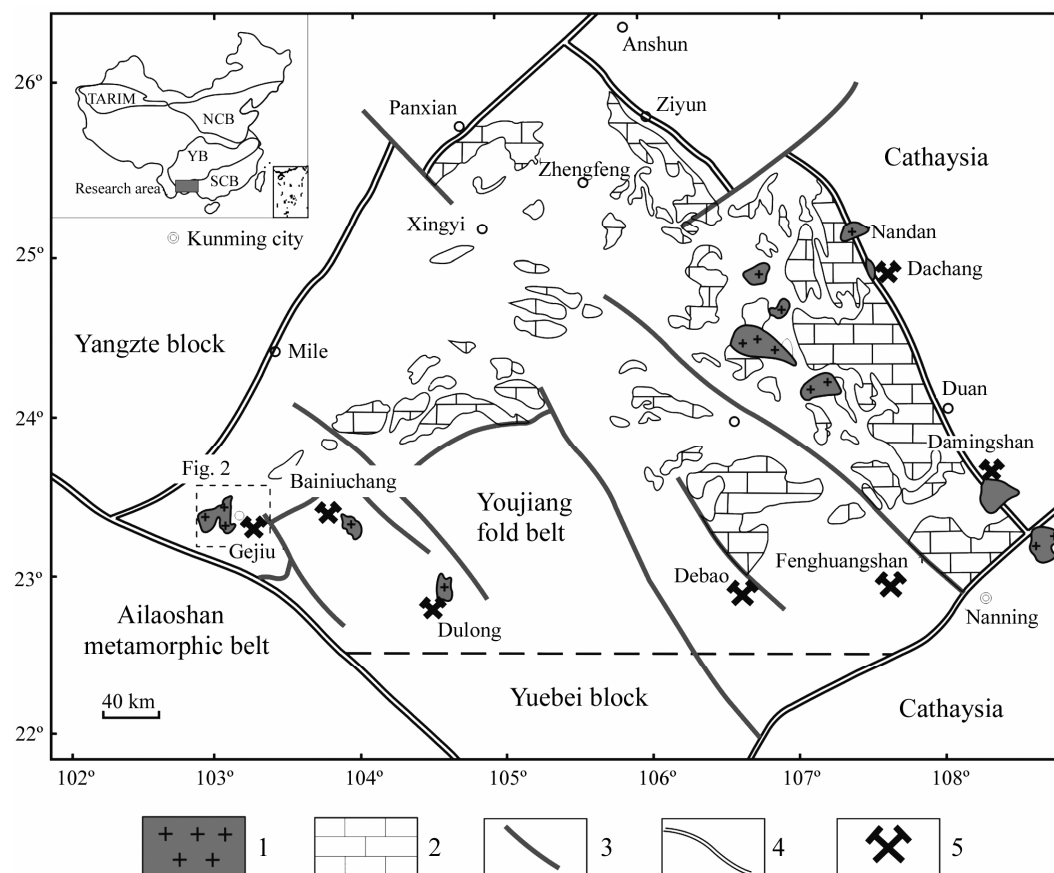 26°
25°
24°
23°
22°
TARIM
NCB
YB
SCB
Research area
Kunming city
Anshun
Panxian
Ziyun
Zhengfeng
Cathaysia
Xingyi
Nandan
Dachang
Yangzte block
Mile
Duan
Damingshan
Fig. 2
Bainiuchang
Youjiang
fold belt
Gejiu
Debao
Fenghuangshan
Ailaoshan
metamorphic belt
Dulong
Nanning
40 km
Yuebei block
Cathaysia
102° 103° 104° 105° 106° 107° 108°
1 2 3 4 5